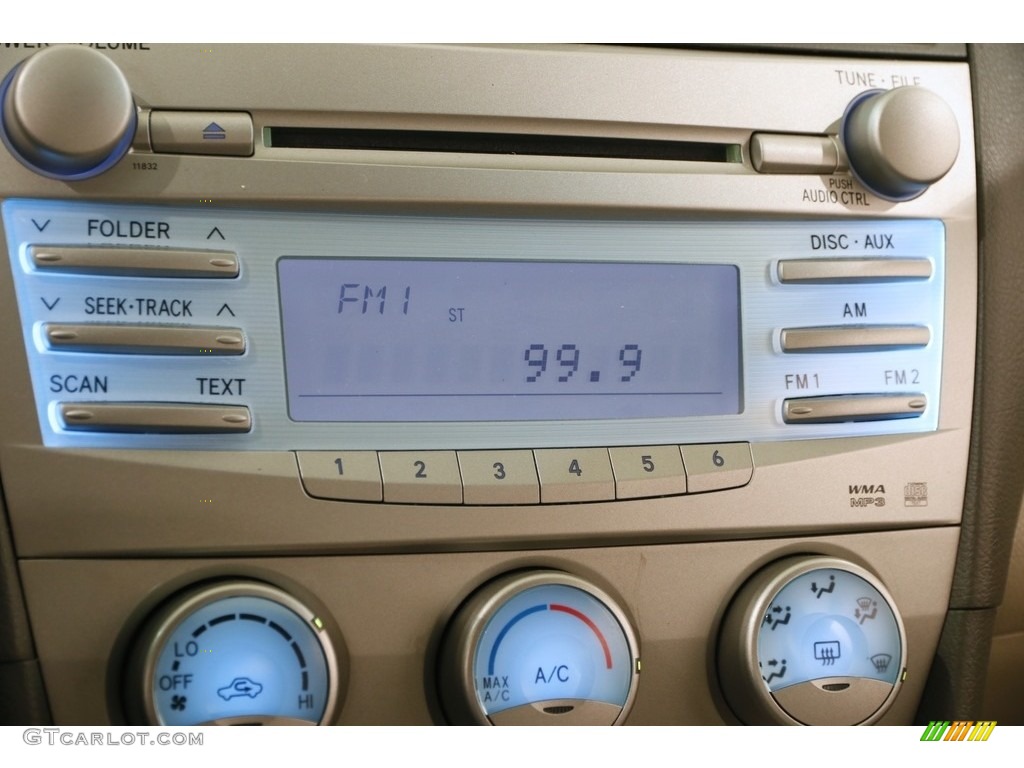 VOLUME
TUNE · FILE
11832
PUSH
AUDIO CTRL
FOLDER
DISC · AUX
FM1
ST
SEEK·TRACK
AM
99.9
SCAN TEXT
FM 1 FM 2
1 2 3 4 5 6
WMA
MP3
LO
OFF
HI
A/C
MAX
A/C
GTCARLOT.COM